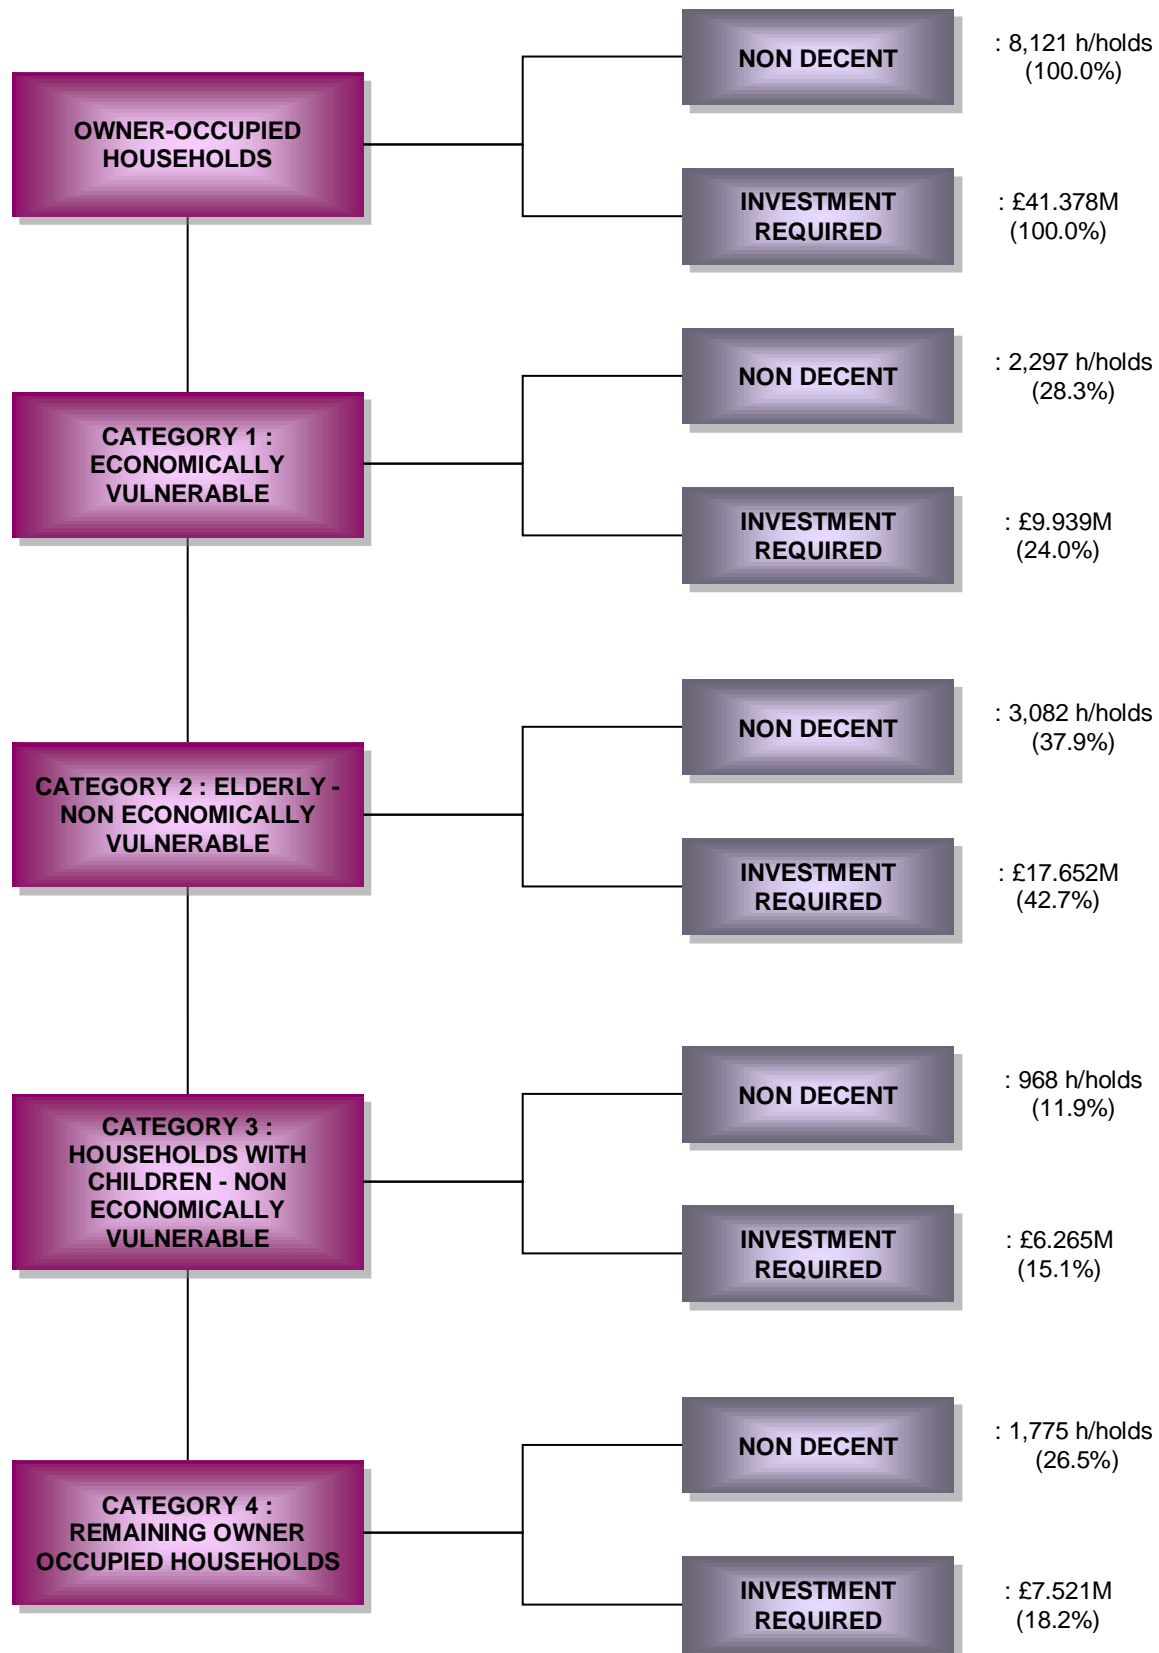 OWNER-OCCUPIED
HOUSEHOLDS
NON DECENT
: 8,121 h/holds
(100.0%)
INVESTMENT
REQUIRED
: £41.378M
(100.0%)
CATEGORY 1 :
ECONOMICALLY
VULNERABLE
NON DECENT
: 2,297 h/holds
(28.3%)
INVESTMENT
REQUIRED
: £9.939M
(24.0%)
CATEGORY 2 : ELDERLY -
NON ECONOMICALLY
VULNERABLE
NON DECENT
: 3,082 h/holds
(37.9%)
INVESTMENT
REQUIRED
: £17.652M
(42.7%)
CATEGORY 3 :
HOUSEHOLDS WITH
CHILDREN - NON
ECONOMICALLY
VULNERABLE
NON DECENT
: 968 h/holds
(11.9%)
INVESTMENT
REQUIRED
: £6.265M
(15.1%)
CATEGORY 4 :
REMAINING OWNER
OCCUPIED HOUSEHOLDS
NON DECENT
: 1,775 h/holds
(26.5%)
INVESTMENT
REQUIRED
: £7.521M
(18.2%)